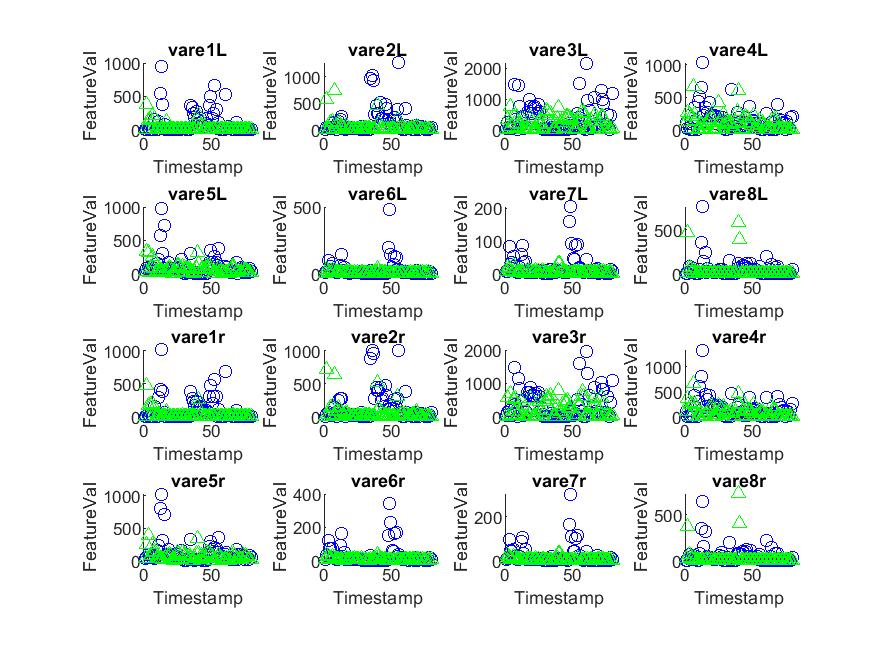 vare1L vare2L vare3L vare4L
FeatureVal 1000 500 0 FeatureVal 1000 500 0 FeatureVal 2000 1000 0 FeatureVal 1000 500 0
0 50 0 50 0 50 0 50
Timestamp Timestamp Timestamp Timestamp
vare5L vare6L vare7L vare8L
FeatureVal 1000 500 0 FeatureVal 500 0 FeatureVal 200 100 0 FeatureVal 500 0
0 50 0 50 0 50 0 50
Timestamp Timestamp Timestamp Timestamp
vare1r vare2r vare3r vare4r
FeatureVal 1000 500 0 FeatureVal 1000 500 0 FeatureVal 2000 1000 0 FeatureVal 1000 500 0
0 50 0 50 0 50 0 50
Timestamp Timestamp Timestamp Timestamp
vare5r vare6r vare7r vare8r
FeatureVal 1000 500 0 FeatureVal 400 200 0 FeatureVal 200 0 FeatureVal 500 0
0 50 0 50 0 50 0 50
Timestamp Timestamp Timestamp Timestamp